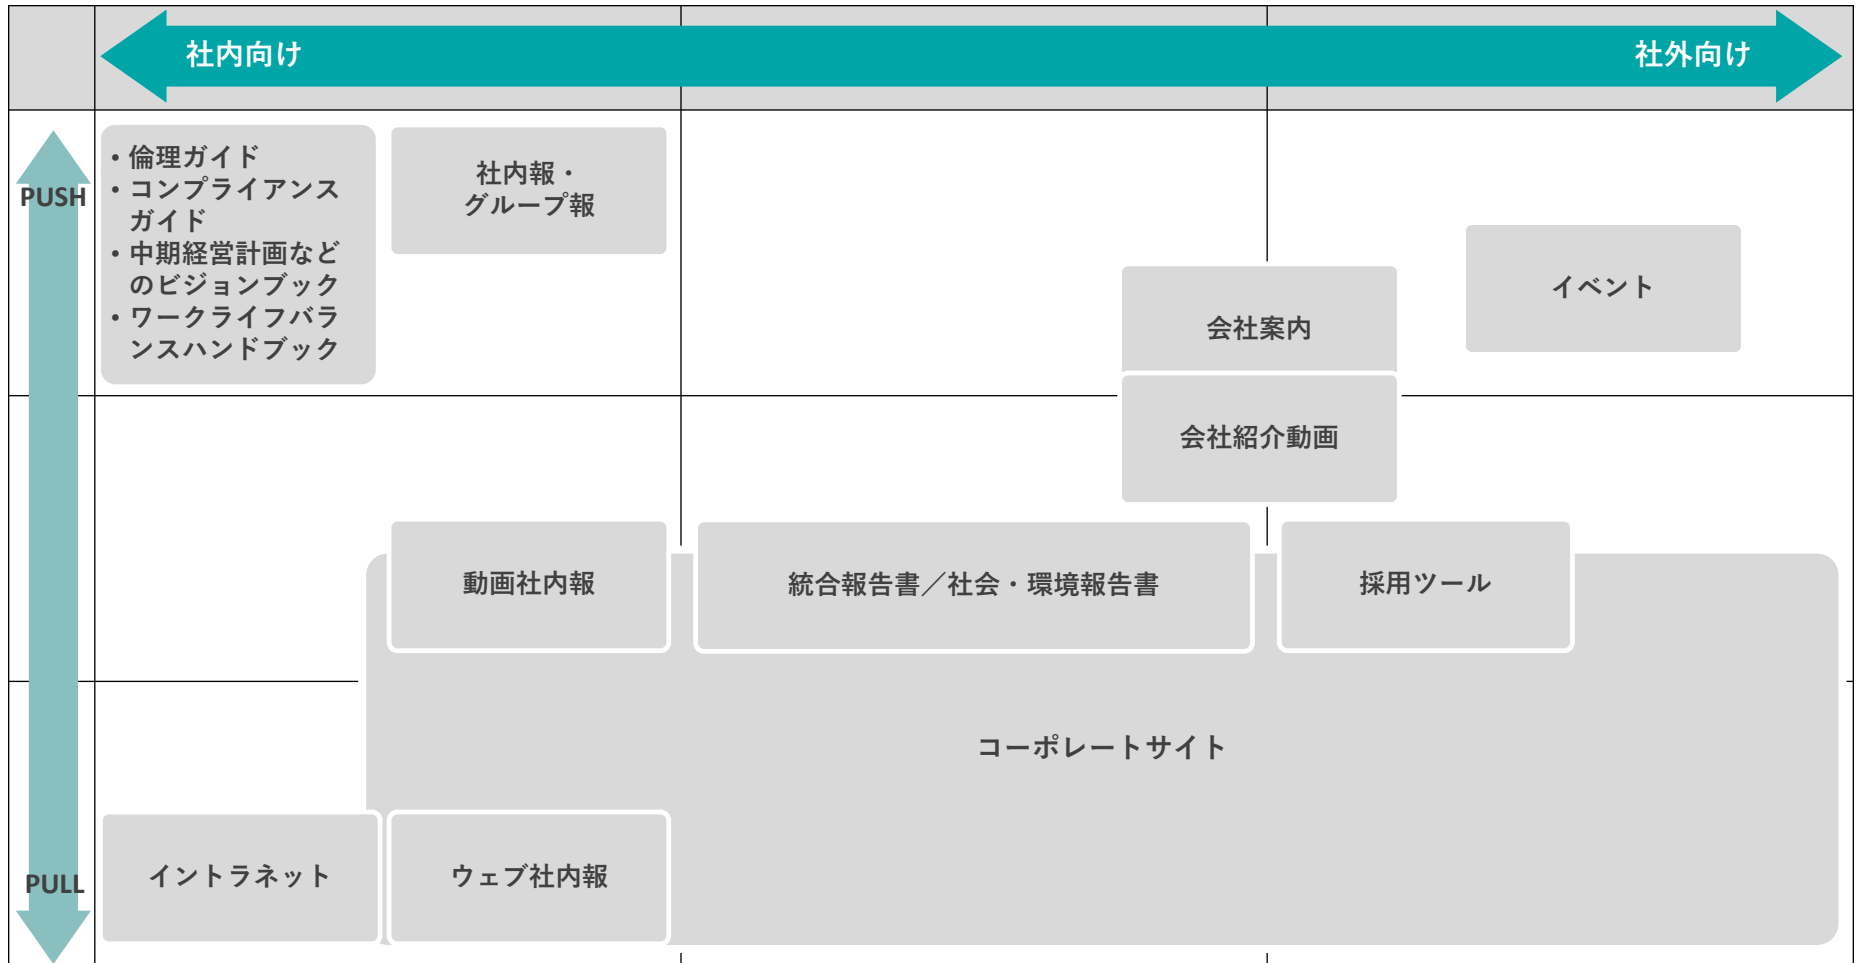 社内向け
社外向け
PUSH
・倫理ガイド
・コンプライアンス
ガイド
・中期経営計画など
のビジョンブック
・ワークライフバラ
ンスハンドブック
社内報・
グループ報
イベント
会社案内
会社紹介動画
動画社内報
統合報告書／社会・環境報告書
採用ツール
コーポレートサイト
PULL
イントラネット
ウェブ社内報